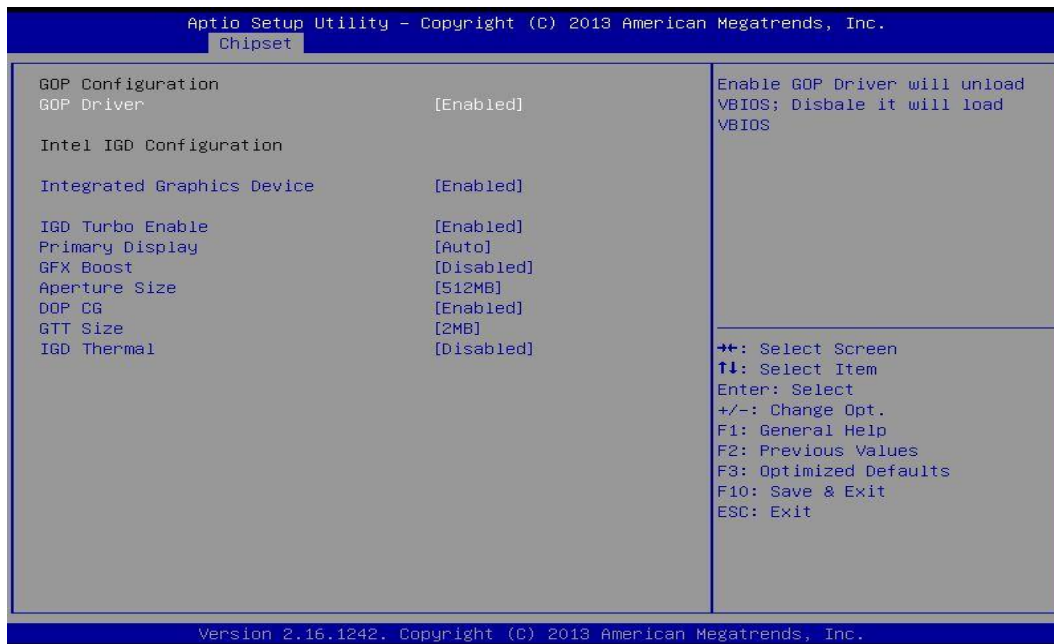 Aptio Setup Utility – Copyright (C) 2013 American Megatrends, Inc.
Chipset
GOP Configuration
GOP Driver [Enabled]
Intel IGD Configuration
Integrated Graphics Device [Enabled]
IGD Turbo Enable [Enabled]
Primary Display [Auto]
GFX Boost [Disabled]
Aperture Size [512MB]
DOP CG [Enabled]
GTT Size [2MB]
IGD Thermal [Disabled]
Enable GOP Driver will unload
VBIOS; Disbale it will load
VBIOS
→←: Select Screen
↑↓: Select Item
Enter: Select
+/-: Change Opt.
F1: General Help
F2: Previous Values
F3: Optimized Defaults
F10: Save & Exit
ESC: Exit
Version 2.16.1242. Copyright (C) 2013 American Megatrends, Inc.